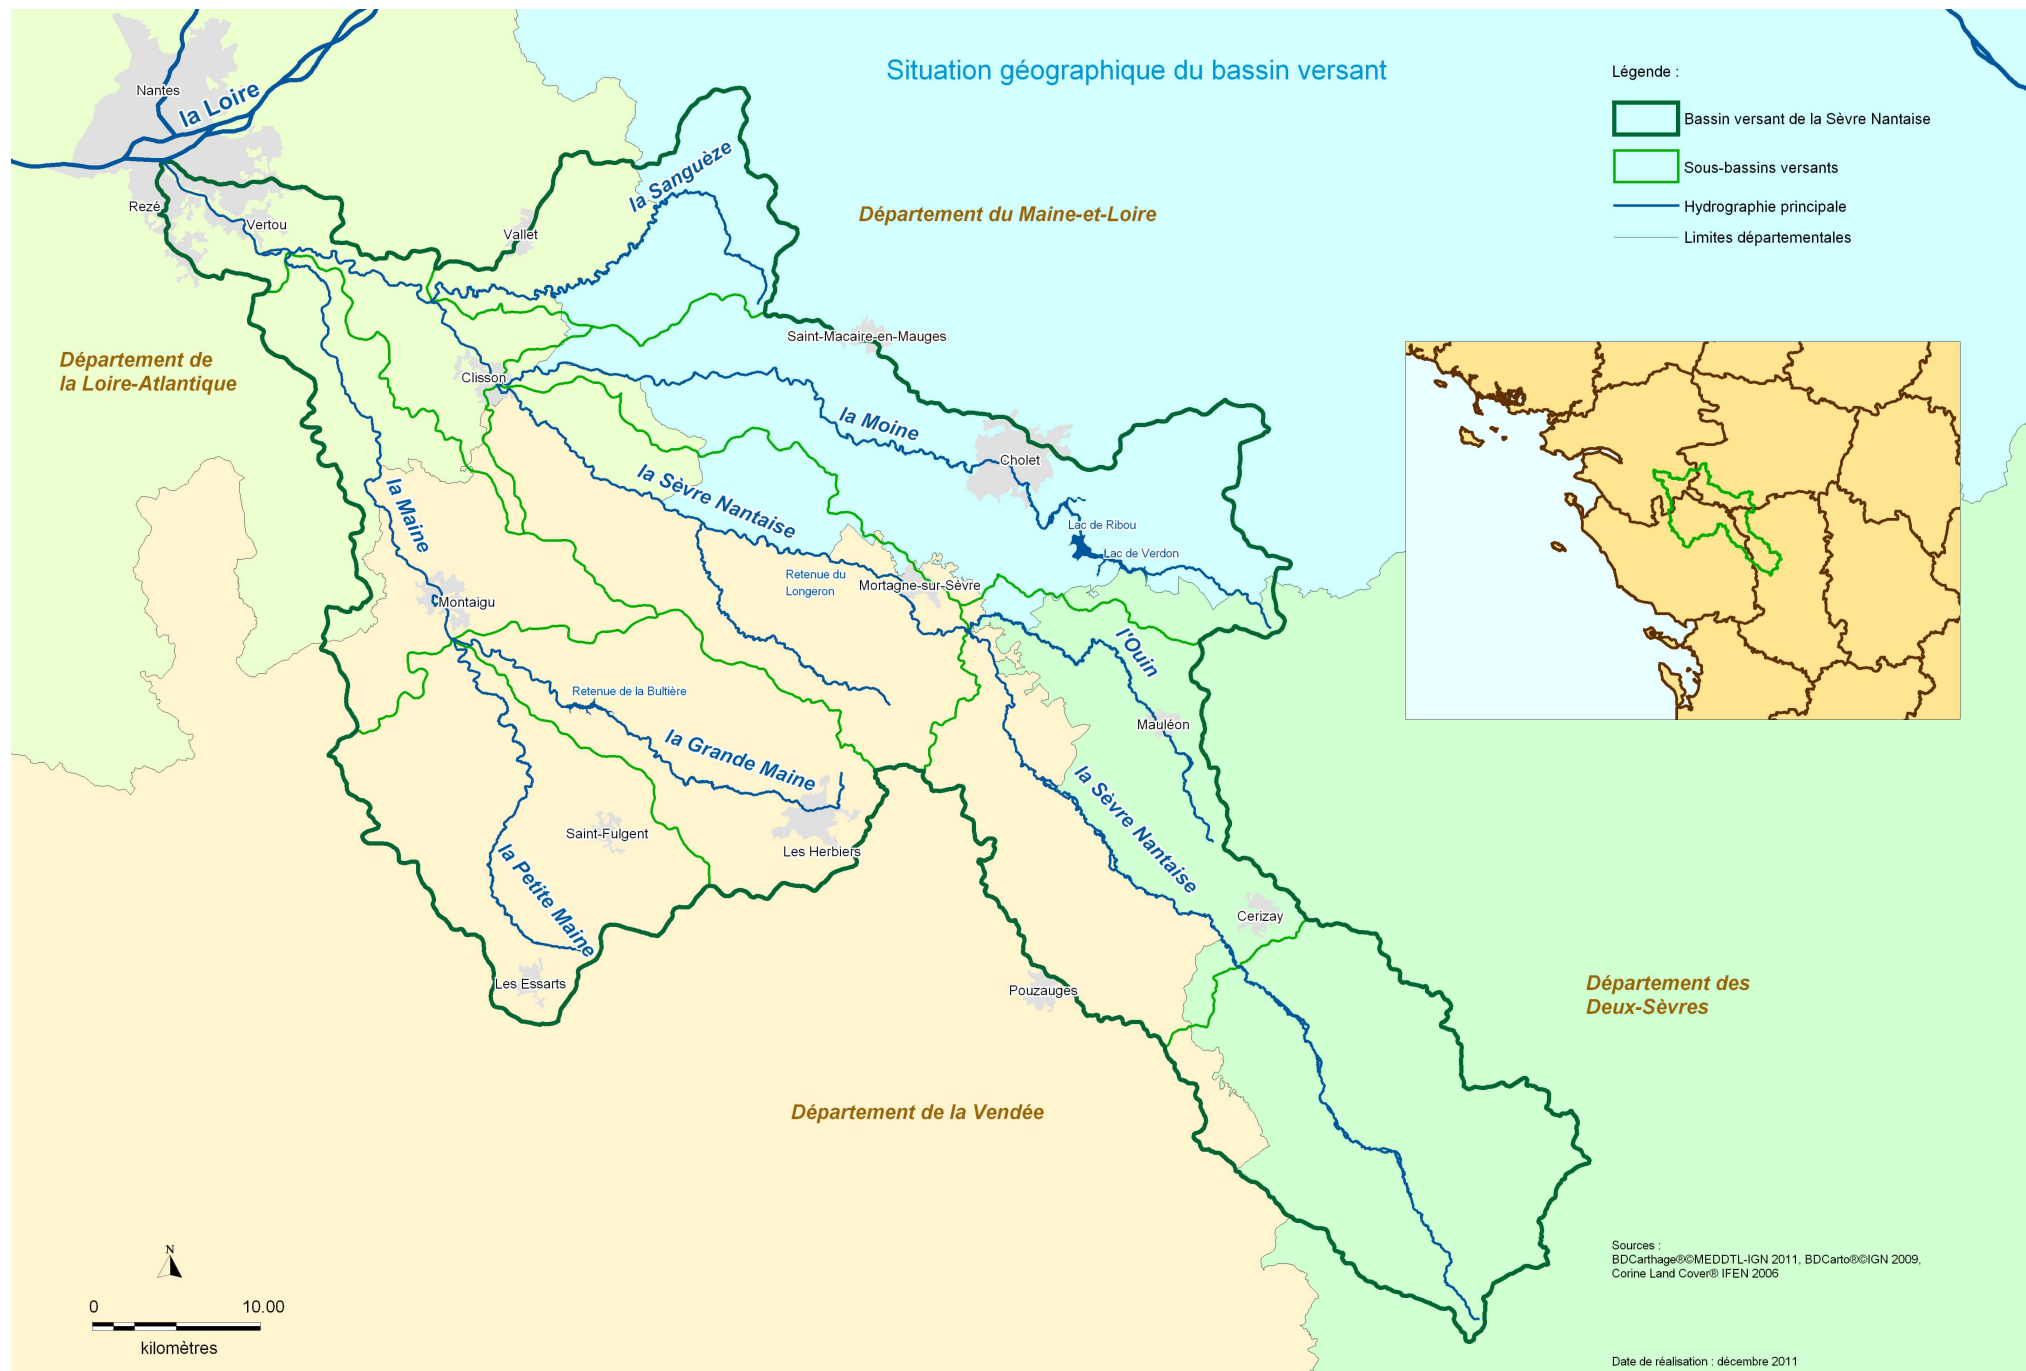 Situation géographique du bassin versant
Légende :
Bassin versant de la Sèvre Nantaise
Sous-bassins versants
Hydrographie principale
Limites départementales
Nantes
la Loire
Rezé
Vertou
Vallet
la Sanguèze
Département du Maine-et-Loire
Département de
la Loire-Atlantique
Saint-Macaire-en-Mauges
Clisson
la Moine
Cholet
la Sèvre Nantaise
la Maine
Lac de Ribou
Lac de Verdon
Retenue du
Longeron
Mortagne-sur-Sèvre
Montaigu
l'Ouin
Retenue de la Bultière
Mauléon
la Grande Maine
la Sèvre Nantaise
Saint-Fulgent
Les Herbiers
la Petite Maine
Cerizay
Les Essarts
Pouzauges
Département des
Deux-Sèvres
Département de la Vendée
N
0 10.00
kilomètres
Sources :
BDCarthage®©MEDDTL-IGN 2011, BDCarto®©IGN 2009,
Corine Land Cover® IFEN 2006
Date de réalisation : décembre 2011